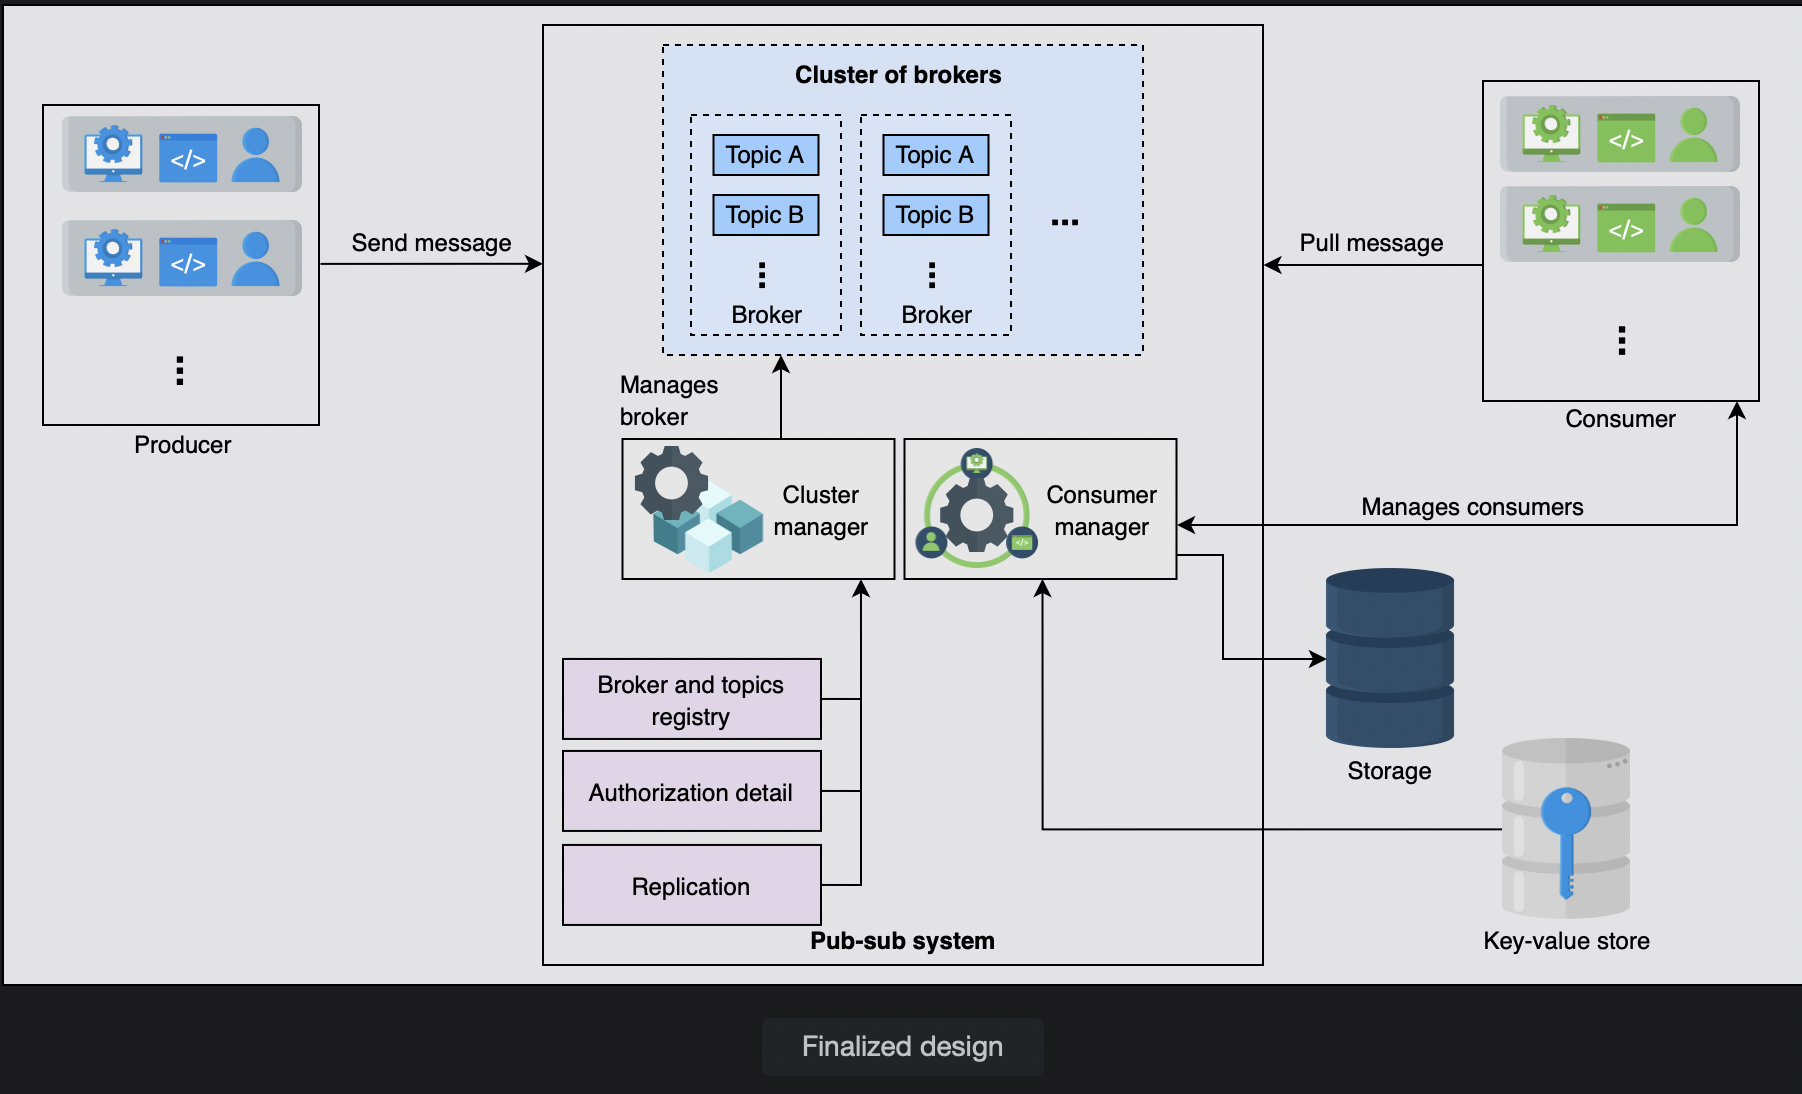 Cluster of brokers
Topic A
Topic B
Broker
Topic A
Topic B
Broker
...
</>
</>
Producer
Send message
Pull message
</>
</>
Consumer
Manages
broker
Cluster
manager
</>
Consumer
manager
Manages consumers
Broker and topics
registry
Authorization detail
Replication
Pub-sub system
Storage
Key-value store
Finalized design